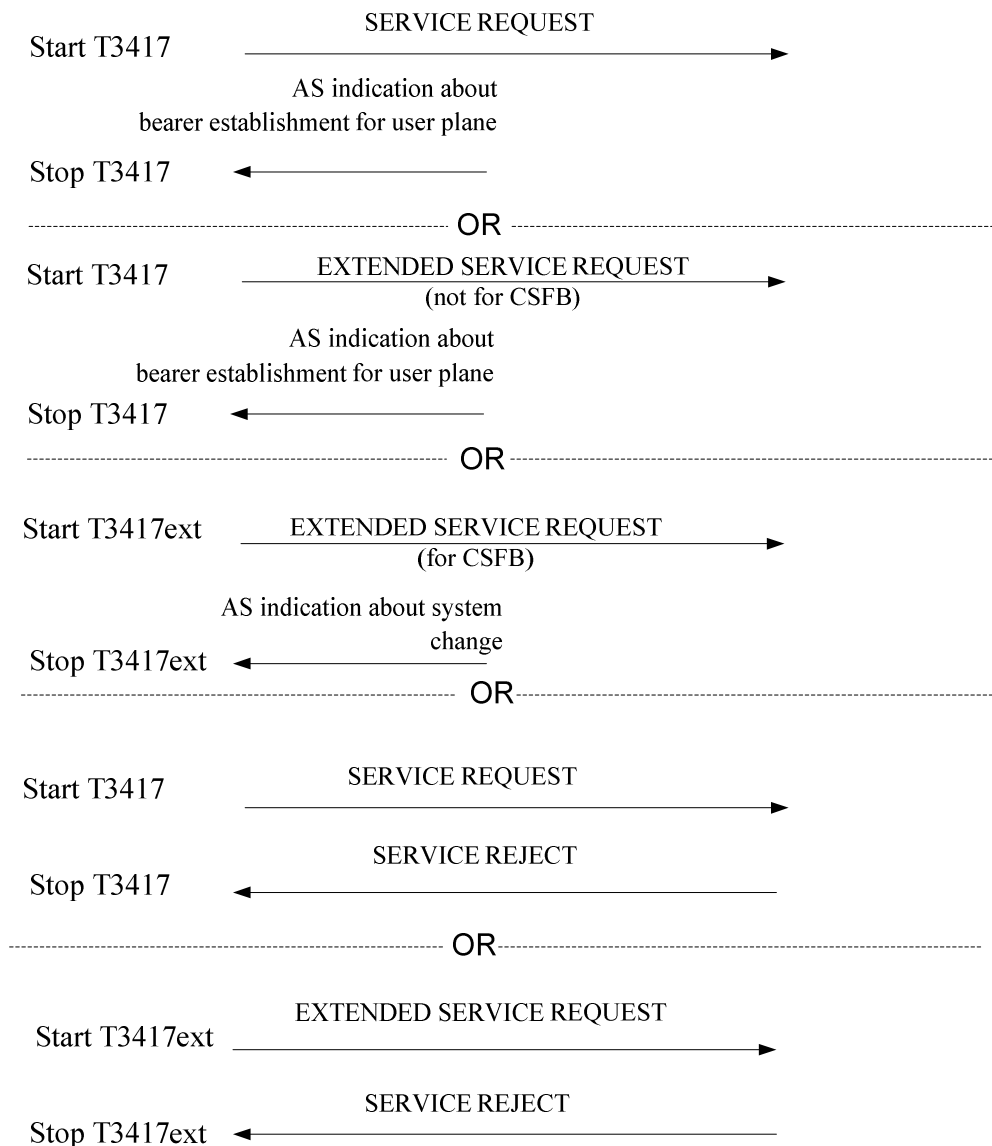 SERVICE REQUEST
Start T3417
AS indication about
bearer establishment for user plane
Stop T3417
OR
Start T3417
EXTENDED SERVICE REQUEST
(not for CSFB)
AS indication about
bearer establishment for user plane
Stop T3417
OR
Start T3417ext
EXTENDED SERVICE REQUEST
(for CSFB)
AS indication about system
change
Stop T3417ext
OR
Start T3417
SERVICE REQUEST
SERVICE REJECT
Stop T3417
OR
EXTENDED SERVICE REQUEST
Start T3417ext
SERVICE REJECT
Stop T3417ext